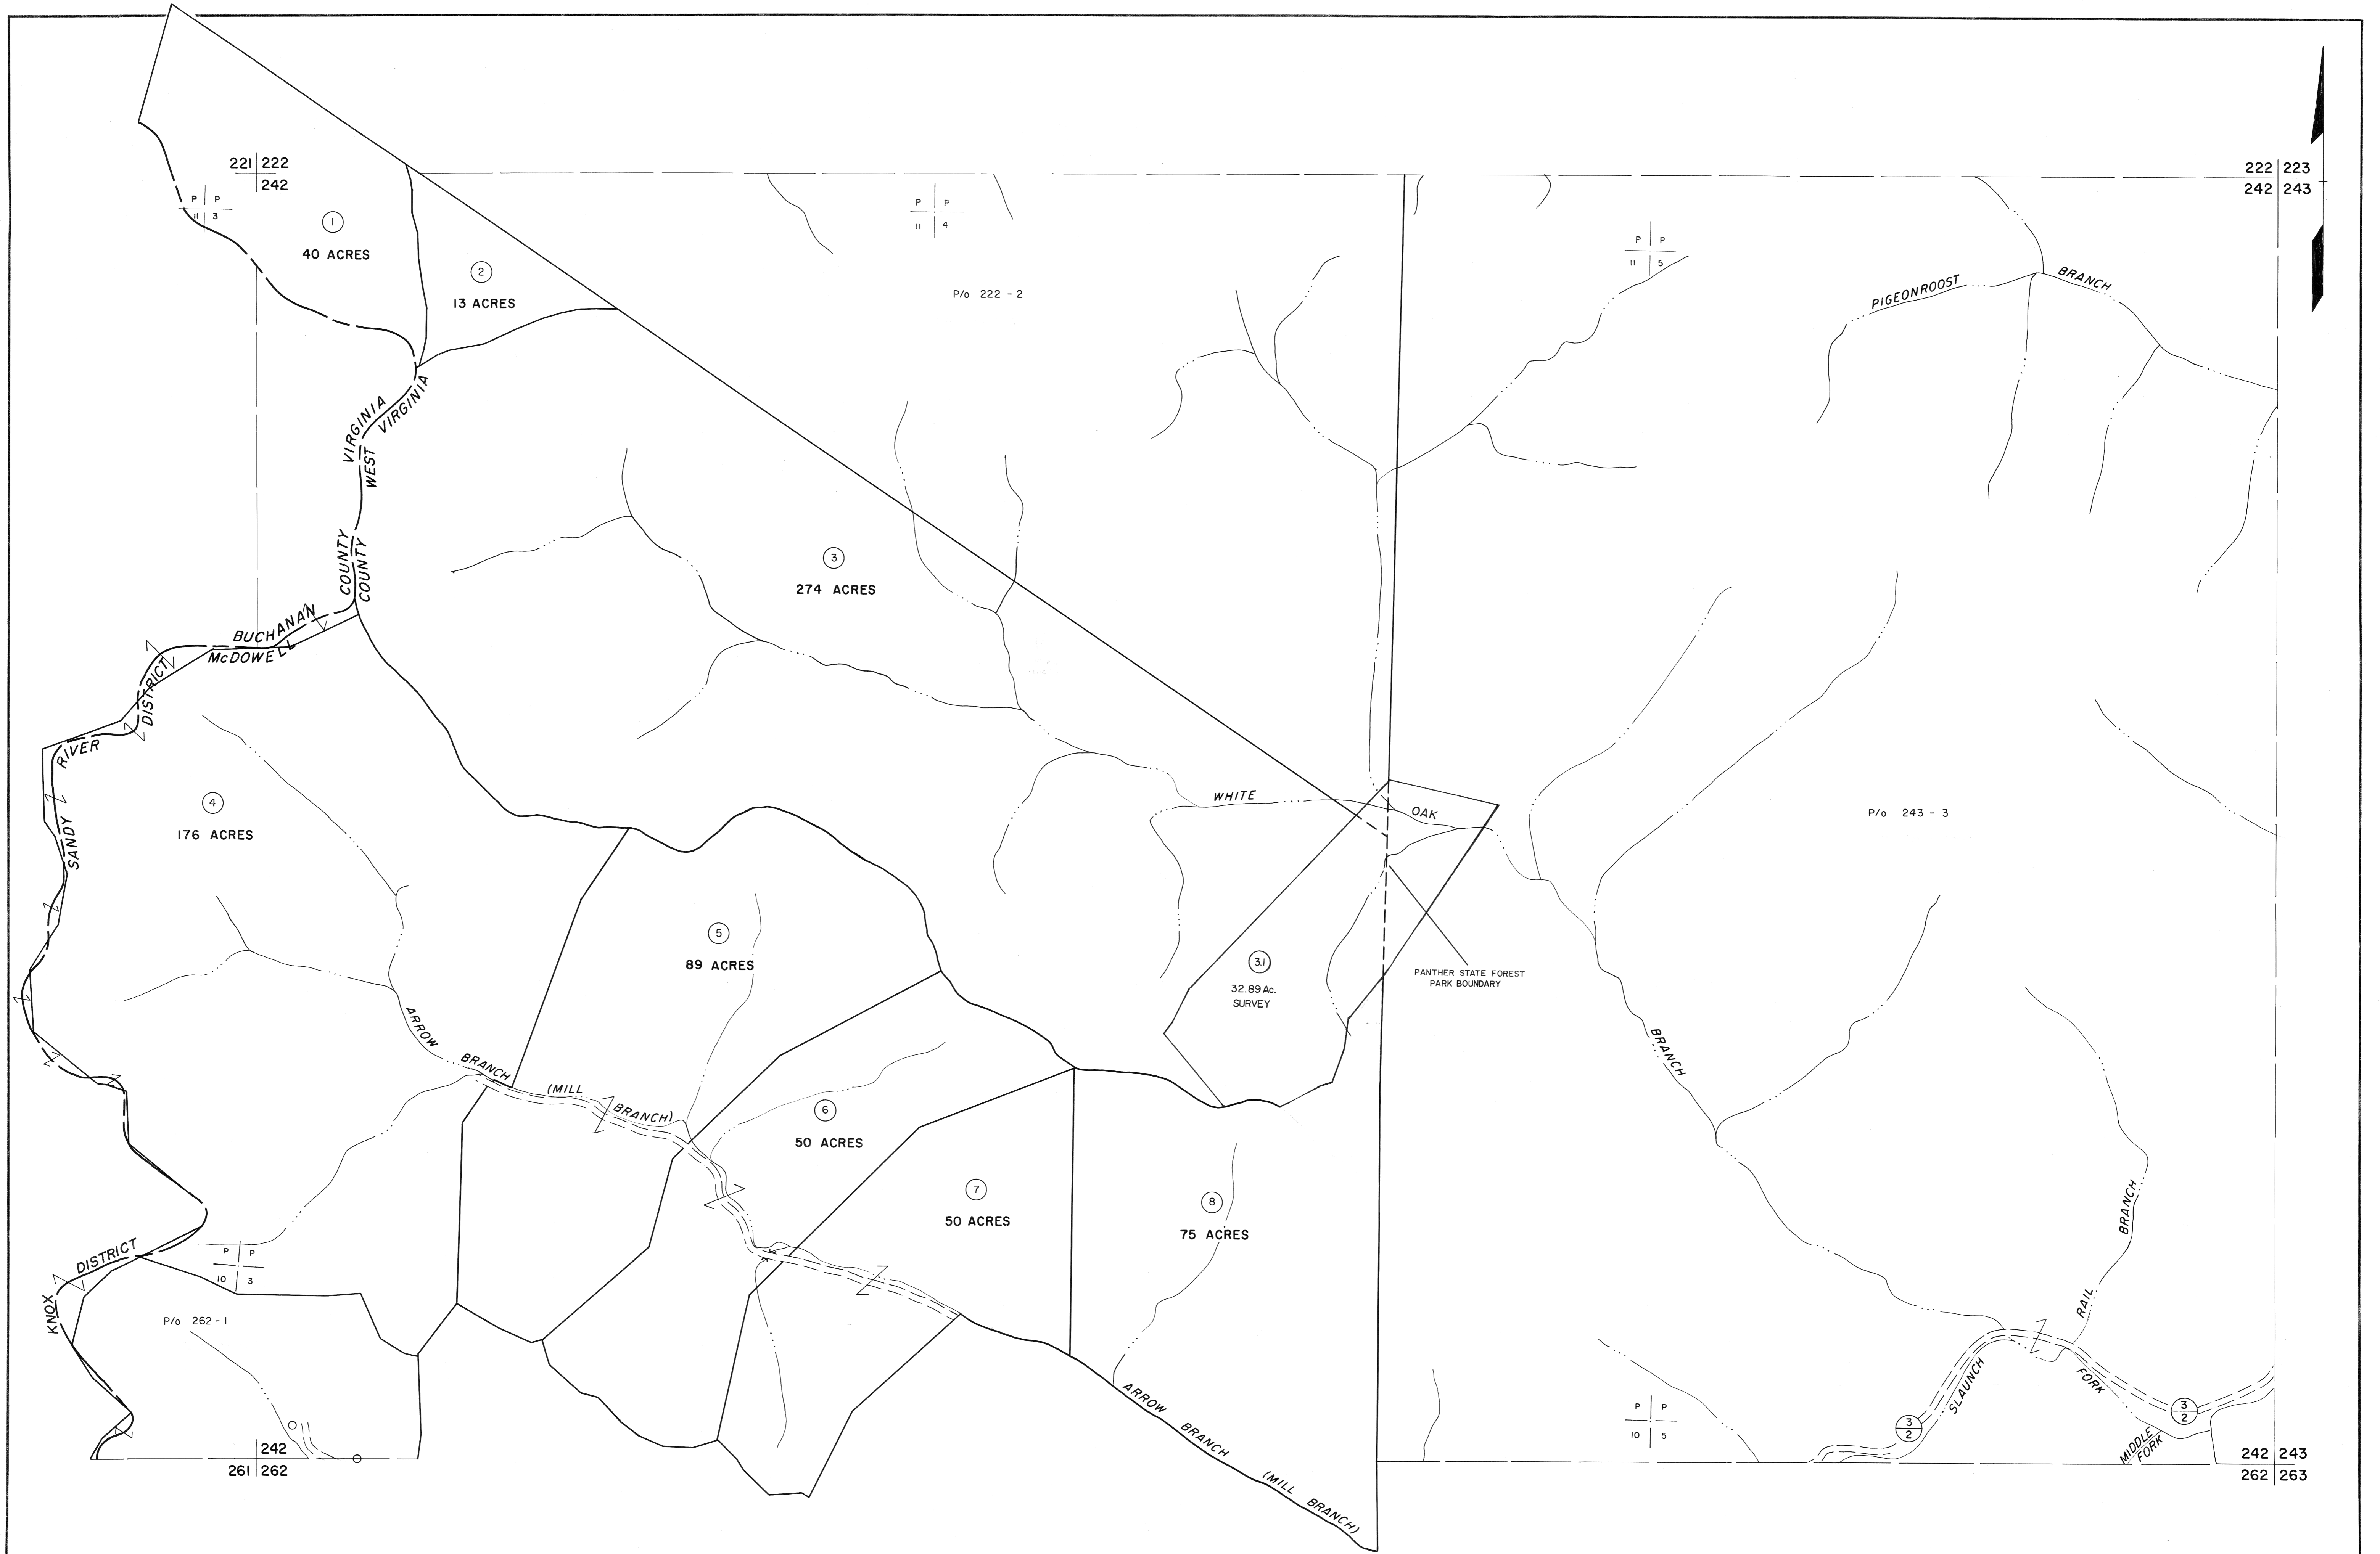 221 222
242
222 223
242 243
P P
11 3
1
40 ACRES
2
13 ACRES
P P
11 4
P/o 222 - 2
P P
11 5
PIGEONROOST BRANCH
VIRGINIA
WEST VIRGINIA
COUNTY
COUNTY
BUCHANAN
McDOWELL
3
274 ACRES
SANDY RIVER DISTRICT
4
176 ACRES
WHITE OAK
P/o 243 - 3
5
89 ACRES
3.1
32.89 Ac.
SURVEY
PANTHER STATE FOREST
PARK BOUNDARY
ARROW BRANCH (MILL BRANCH)
BRANCH
6
50 ACRES
7
50 ACRES
8
75 ACRES
RAIL BRANCH
KNOX DISTRICT
P P
10 3
P/o 262 - 1
ARROW BRANCH (MILL BRANCH)
P P
10 5
SLAUNCH FORK
3
2
3
2
MIDDLE
FORK
242
261 262
242 243
262 263